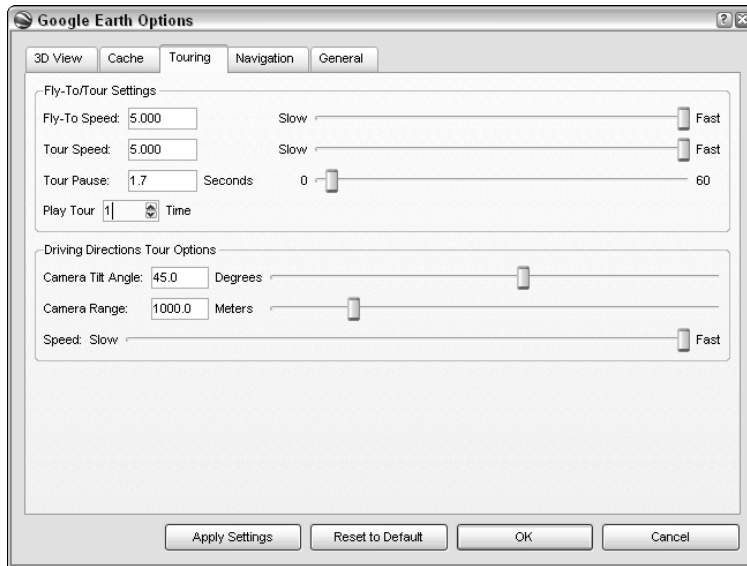 Google Earth Options
3D View Cache Touring Navigation General
Fly-To/Tour Settings
Fly-To Speed: 5.000 Slow Fast
Tour Speed: 5.000 Slow Fast
Tour Pause: 1.7 Seconds 0 60
Play Tour 1 Time
Driving Directions Tour Options
Camera Tilt Angle: 45.0 Degrees
Camera Range: 1000.0 Meters
Speed: Slow Fast
Apply Settings Reset to Default OK Cancel